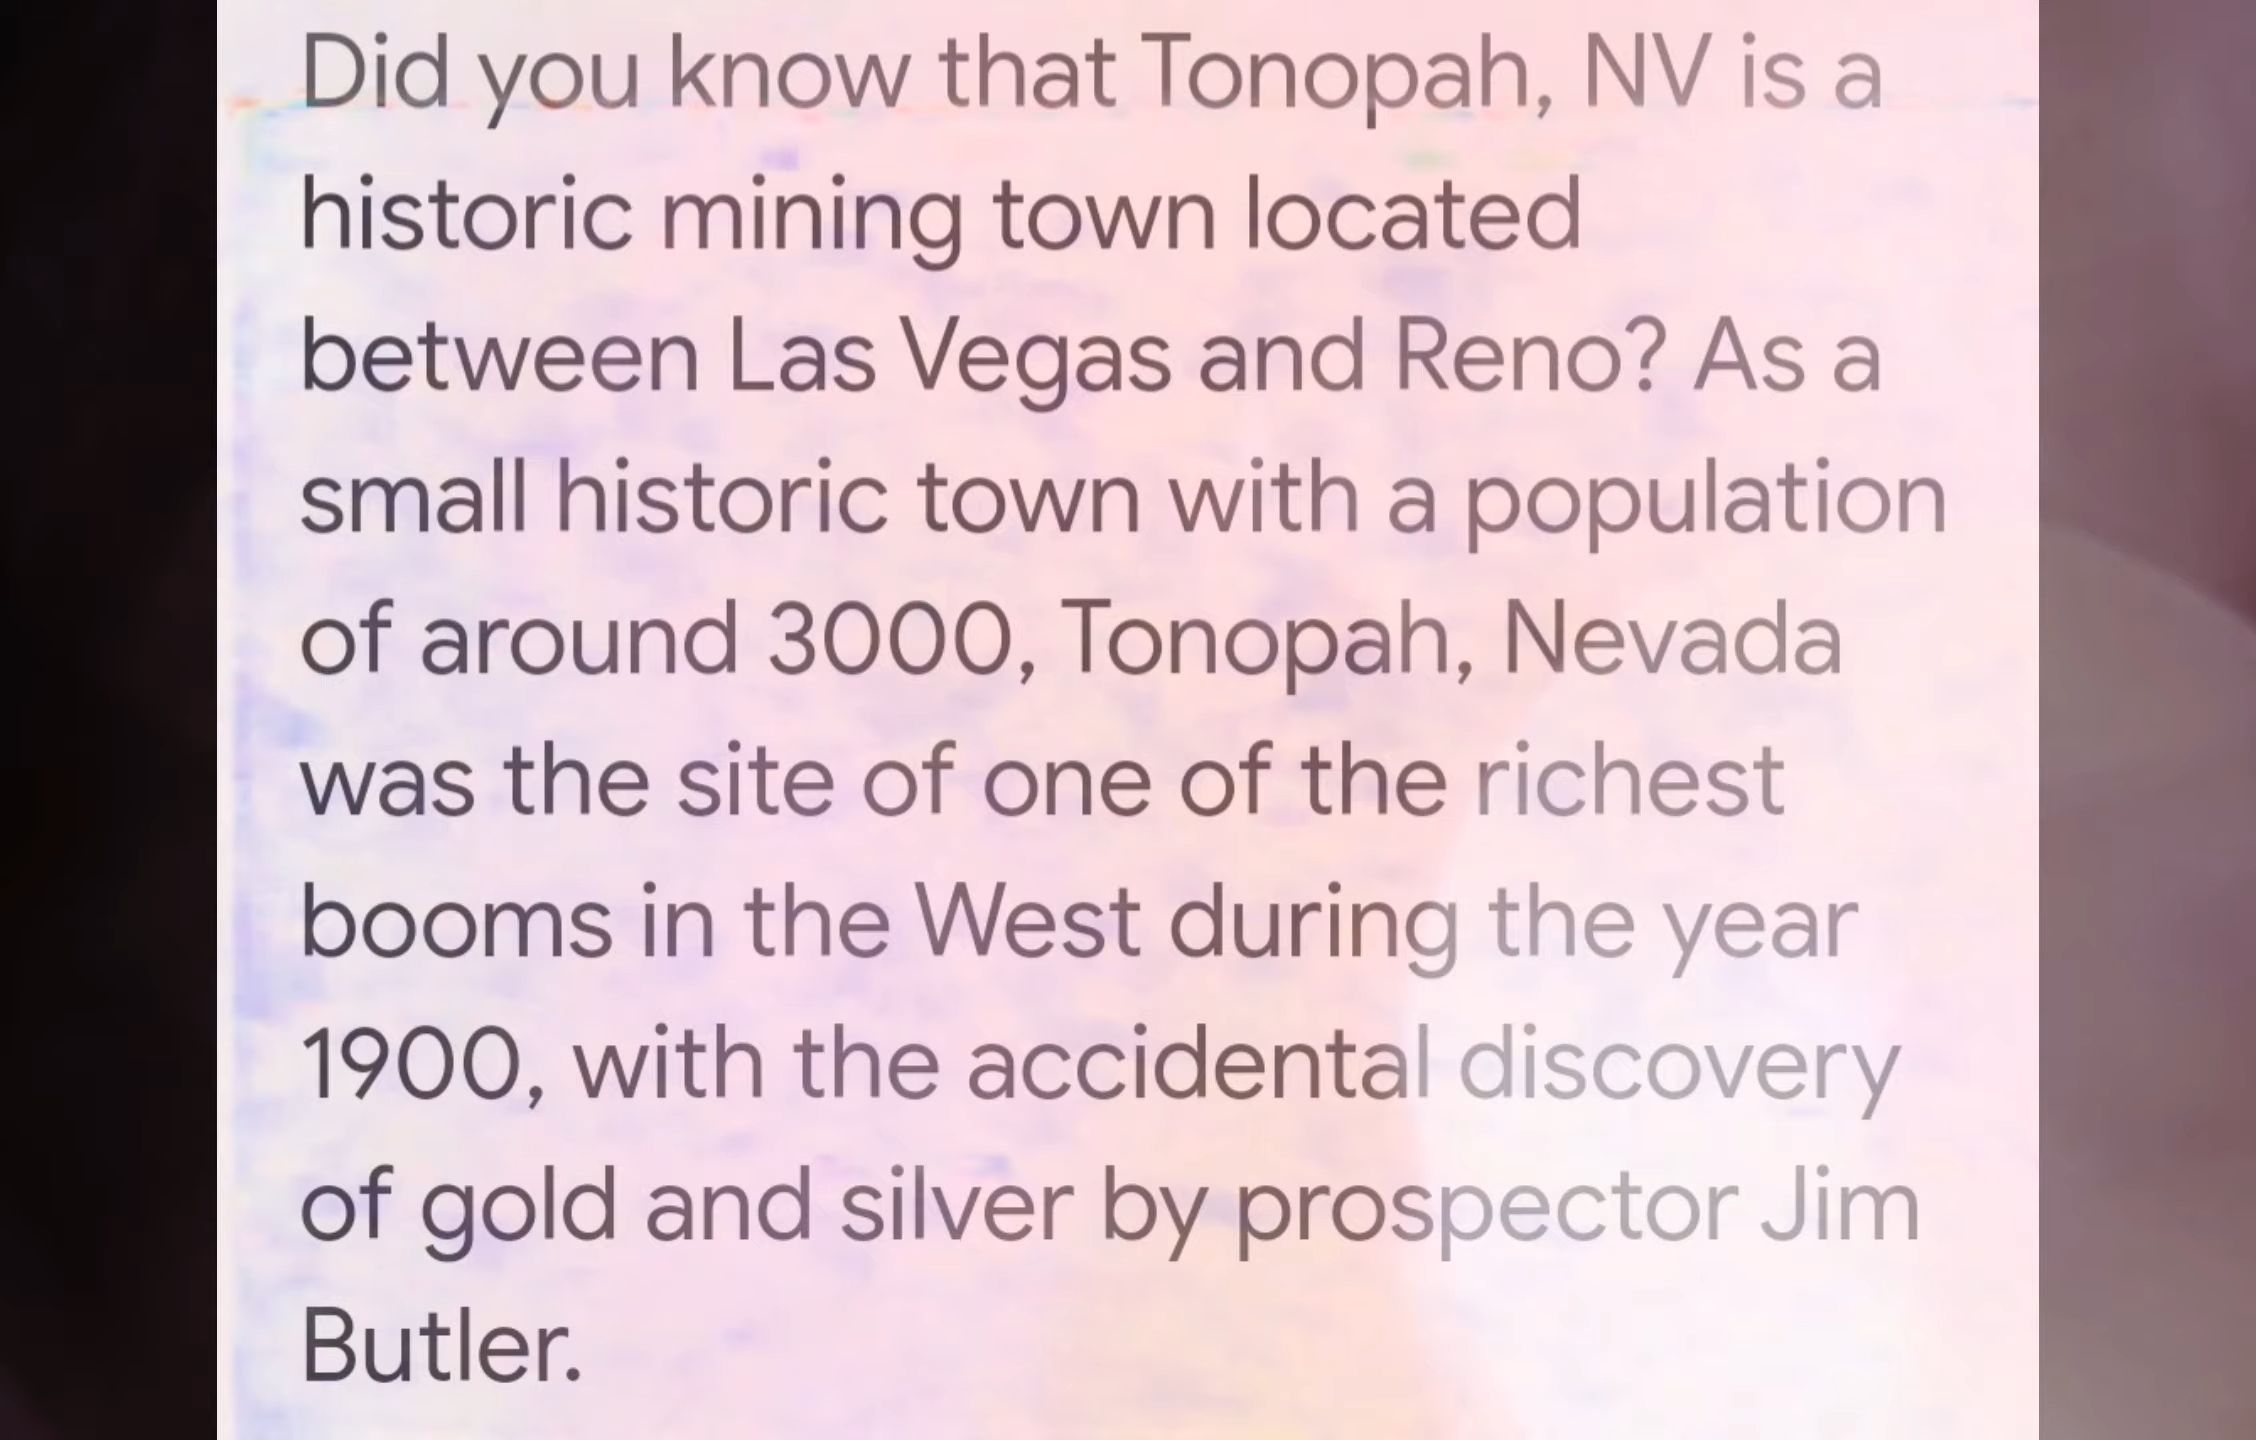 Did you know that Tonopah, NV is a
historic mining town located
between Las Vegas and Reno? As a
small historic town with a population
of around 3000, Tonopah, Nevada
was the site of one of the richest
booms in the West during the year
1900, with the accidental discovery
of gold and silver by prospector Jim
Butler.